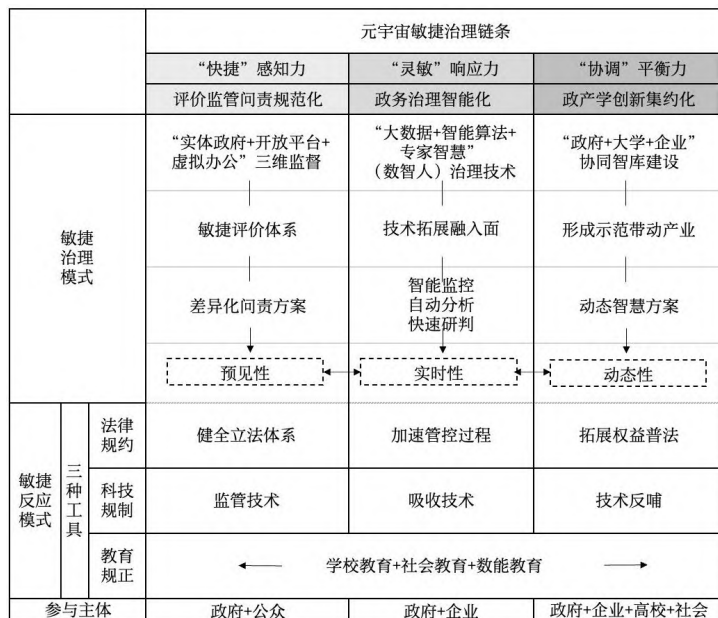 元宇宙敏捷治理链条
“快捷”感知力
“灵敏”响应力
“协调”平衡力
评价监管问责规范化
政务治理智能化
政产学创新集约化
敏捷
治理
模式
“实体政府+开放平台+
虚拟办公”三维监督
“大数据+智能算法+
专家智慧”
（数智人）治理技术
“政府+大学+企业”
协同智库建设
敏捷评价体系
技术拓展融入面
形成示范带动产业
差异化问责方案
智能监控
自动分析
快速研判
动态智慧方案
预见性
实时性
动态性
敏捷
反应
模式
三
种
工
具
法律
规约
健全立法体系
加速管控过程
拓展权益普法
科技
规制
监管技术
吸收技术
技术反哺
教育
规正
学校教育+社会教育+数能教育
参与主体
政府+公众
政府+企业
政府+企业+高校+社会